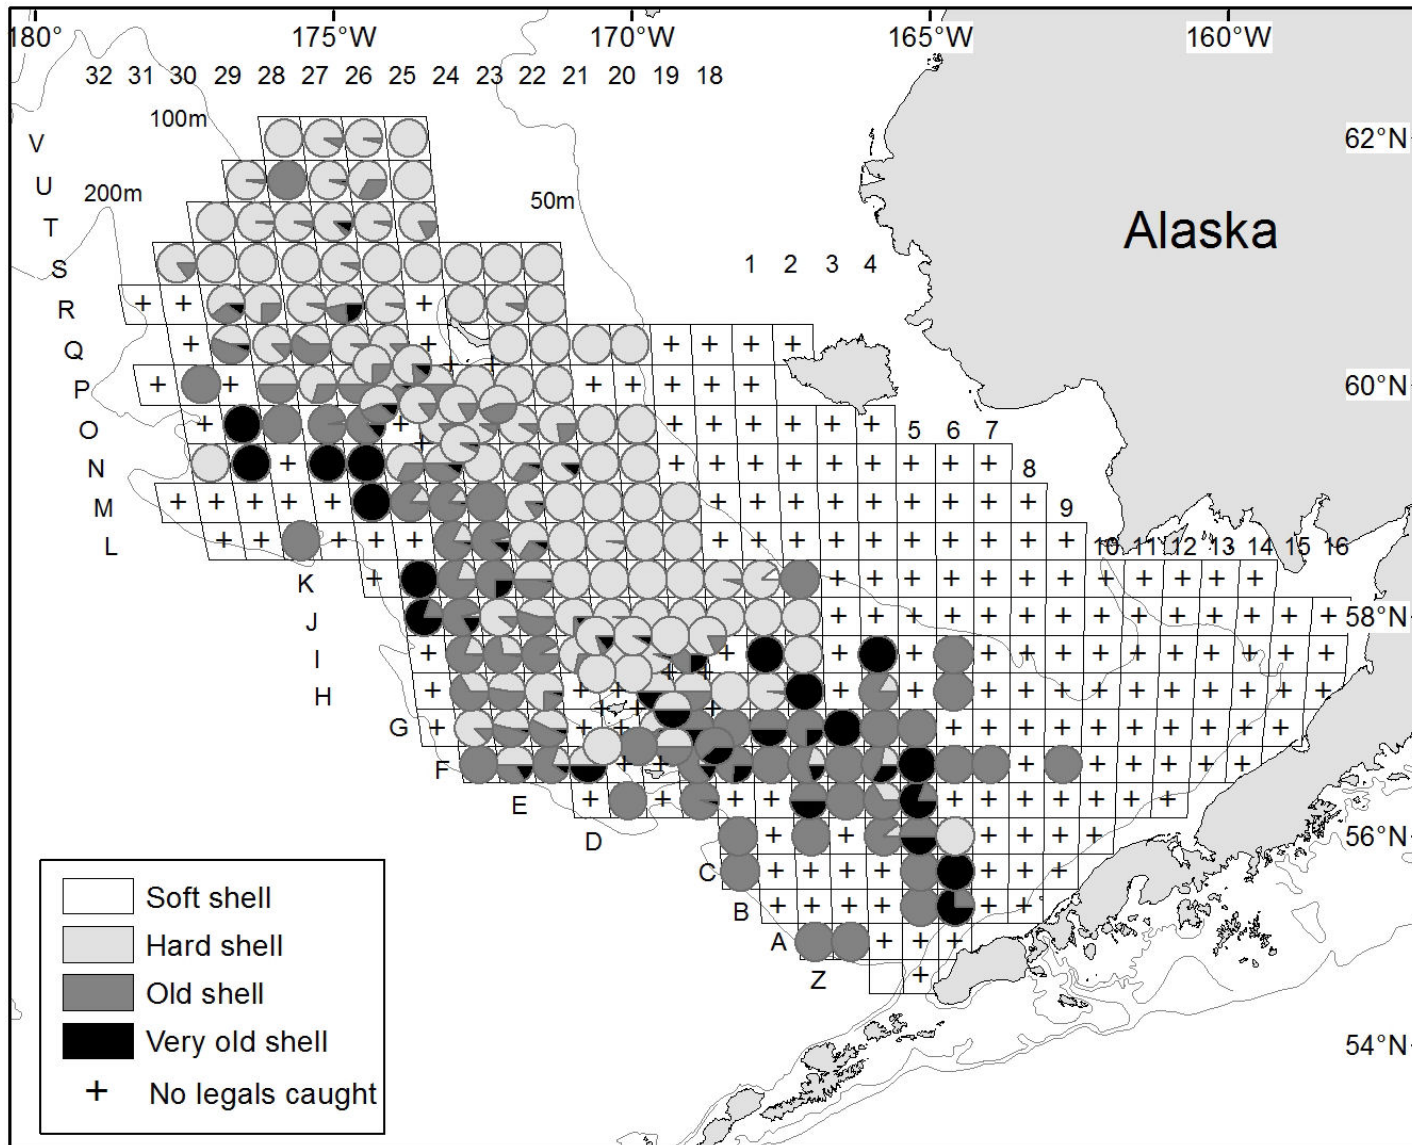 180° 175°W 170°W 165°W 160°W
32 31 30 29 28 27 26 25 24 23 22 21 20 19 18
100m
V
62°N
U
200m
50m
T
Alaska
S
1 2 3 4
R
Q
P
60°N
O
5 6 7
N
8
M
9
L
10 11 12 13 14 15 16
K
J
58°N
I
H
G
F
E
D
56°N
C
B
A
Z
54°N
Soft shell
Hard shell
Old shell
Very old shell
+ No legals caught